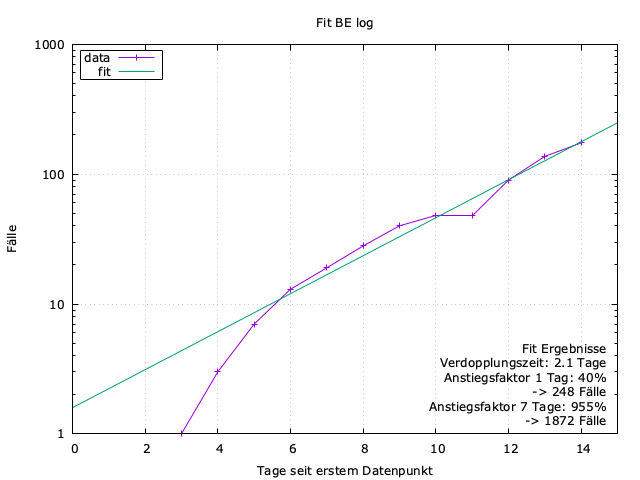 Fit BE log
1000
100
10
1
Fälle
data
fit
Fit Ergebnisse
Verdopplungszeit: 2.1 Tage
Anstiegsfaktor 1 Tag: 40%
-> 248 Fälle
Anstiegsfaktor 7 Tage: 955%
-> 1872 Fälle
0 2 4 6 8 10 12 14
Tage seit erstem Datenpunkt